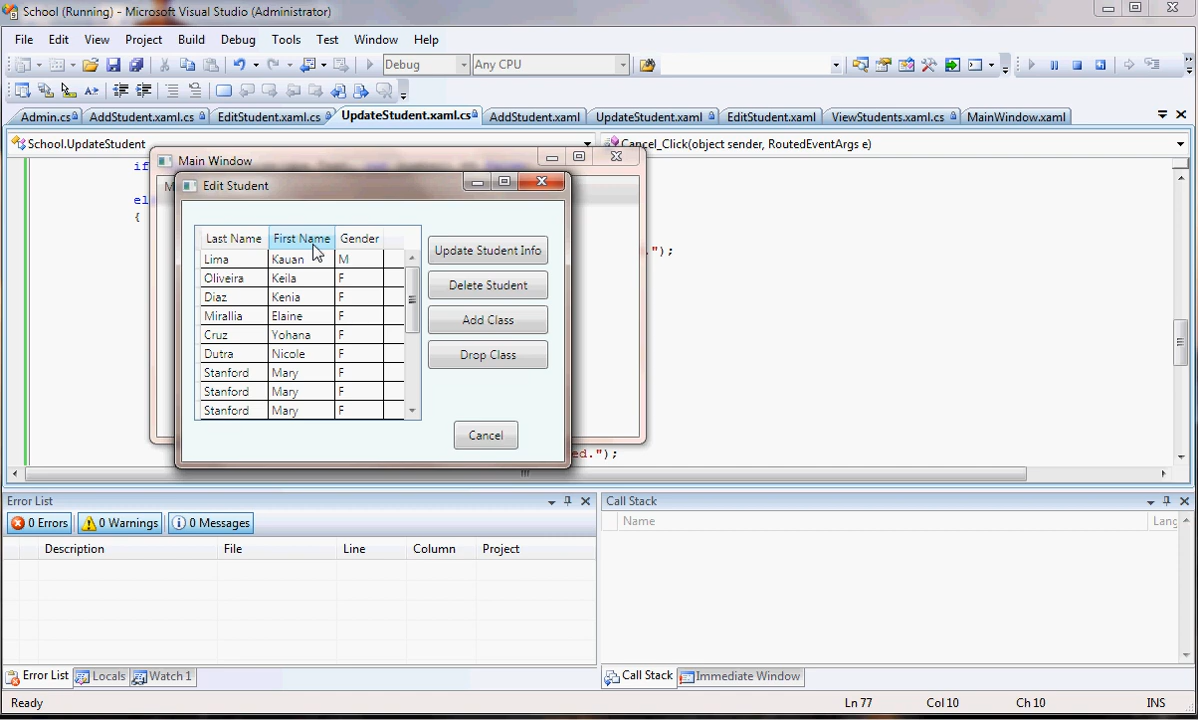 School (Running) - Microsoft Visual Studio (Administrator)
File Edit View Project Build Debug Tools Test Window Help
Debug Any CPU
Admin.cs AddStudent.xaml.cs EditStudent.xaml.cs UpdateStudent.xaml.cs AddStudent.xaml UpdateStudent.xaml EditStudent.xaml ViewStudents.xaml.cs MainWindow.xaml
School.UpdateStudent Cancel_Click(object sender, RoutedEventArgs e)
if
Main Window
M
Edit Student
{
.");
Last Name First Name Gender
Lima Kauan M
Oliveira Keila F
Diaz Kenia F
Mirallia Elaine F
Cruz Yohana F
Dutra Nicole F
Stanford Mary F
Stanford Mary F
Stanford Mary F
Update Student Info
Delete Student
Add Class
Drop Class
Cancel
ed.");
Error List
0 Errors 0 Warnings 0 Messages
Description File Line Column Project
Error List Locals Watch 1
Call Stack
Name Lang
Call Stack Immediate Window
Ready Ln 77 Col 10 Ch 10 INS